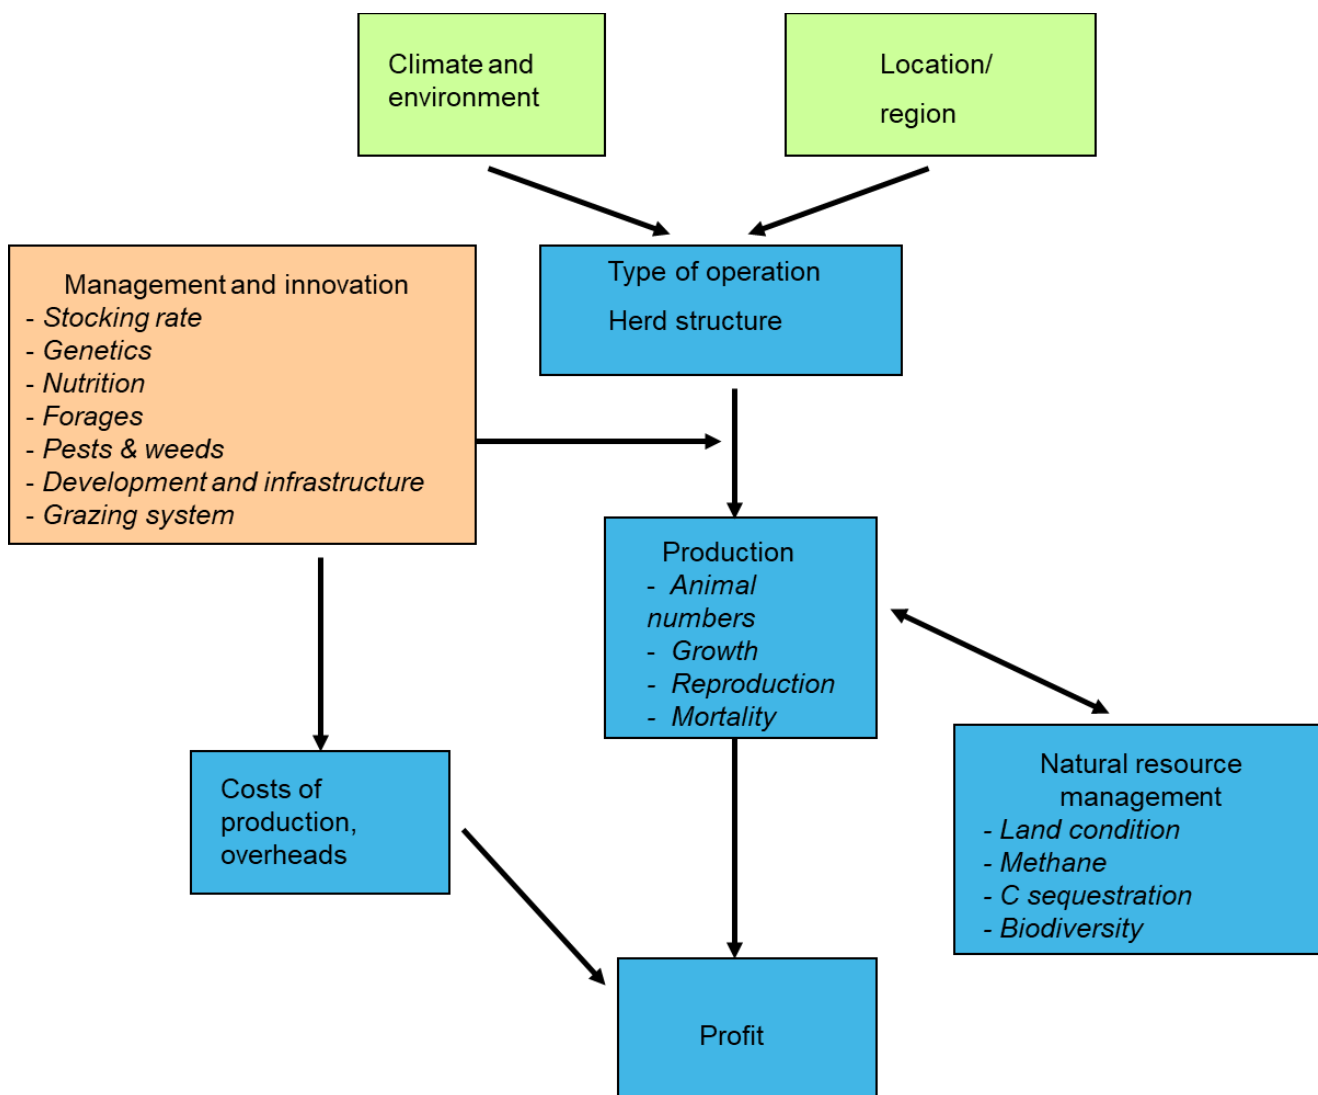 Climate and
environment
Location/
region
Type of operation
Herd structure
Management and innovation
- Stocking rate
- Genetics
- Nutrition
- Forages
- Pests & weeds
- Development and infrastructure
- Grazing system
Production
- Animal
numbers
- Growth
- Reproduction
- Mortality
Costs of
production,
overheads
Natural resource
management
- Land condition
- Methane
- C sequestration
- Biodiversity
Profit